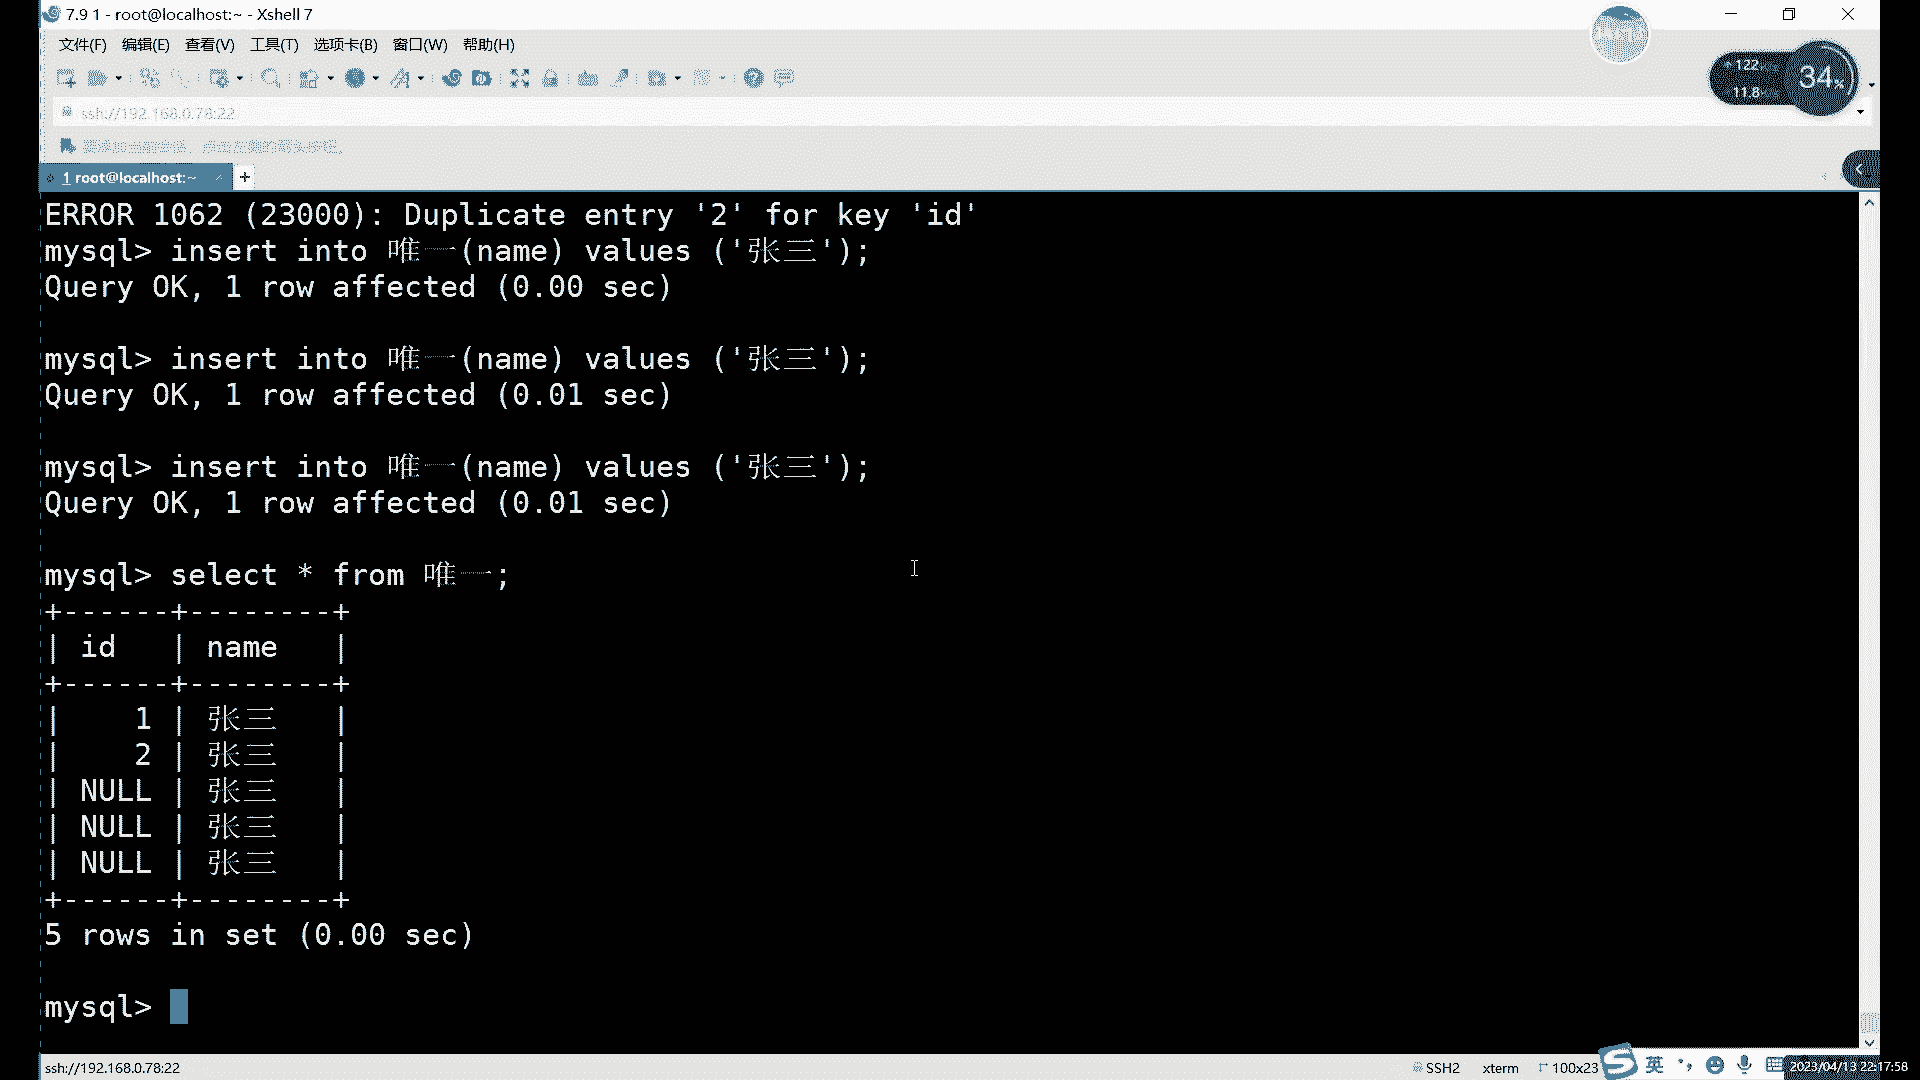 7.9 1 - root@localhost:~ - Xshell 7
文件(F) 编辑(E) 查看(V) 工具(T) 选项卡(B) 窗口(W) 帮助(H)
122
34%
11.8
ssh://192.168.0.78:22
1 root@localhost:~
ERROR 1062 (23000): Duplicate entry '2' for key 'id'
mysql> insert into 唯一(name) values ('张三');
Query OK, 1 row affected (0.00 sec)
mysql> insert into 唯一(name) values ('张三');
Query OK, 1 row affected (0.01 sec)
mysql> insert into 唯一(name) values ('张三');
Query OK, 1 row affected (0.01 sec)
mysql> select * from 唯一;
+------+--------+
| id   | name   |
+------+--------+
|    1 | 张三   |
|    2 | 张三   |
| NULL | 张三   |
| NULL | 张三   |
| NULL | 张三   |
+------+--------+
5 rows in set (0.00 sec)
mysql>
ssh://192.168.0.78:22 SSH2 xterm 100x23 英 2023/04/13 22:17:58